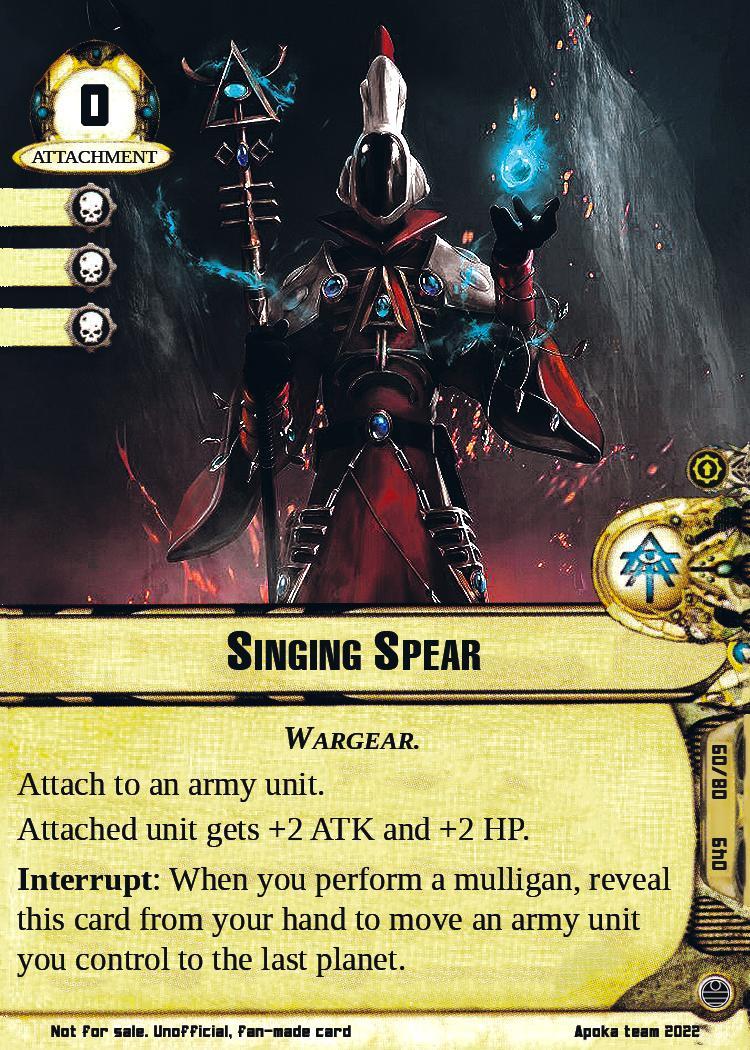 0
ATTACHMENT
SINGING SPEAR
WARGEAR.
Attach to an army unit.
Attached unit gets +2 ATK and +2 HP.
Interrupt: When you perform a mulligan, reveal
this card from your hand to move an army unit
you control to the last planet.
60/80
640
Not for sale. Unofficial, fan-made card
Apoka team 2022